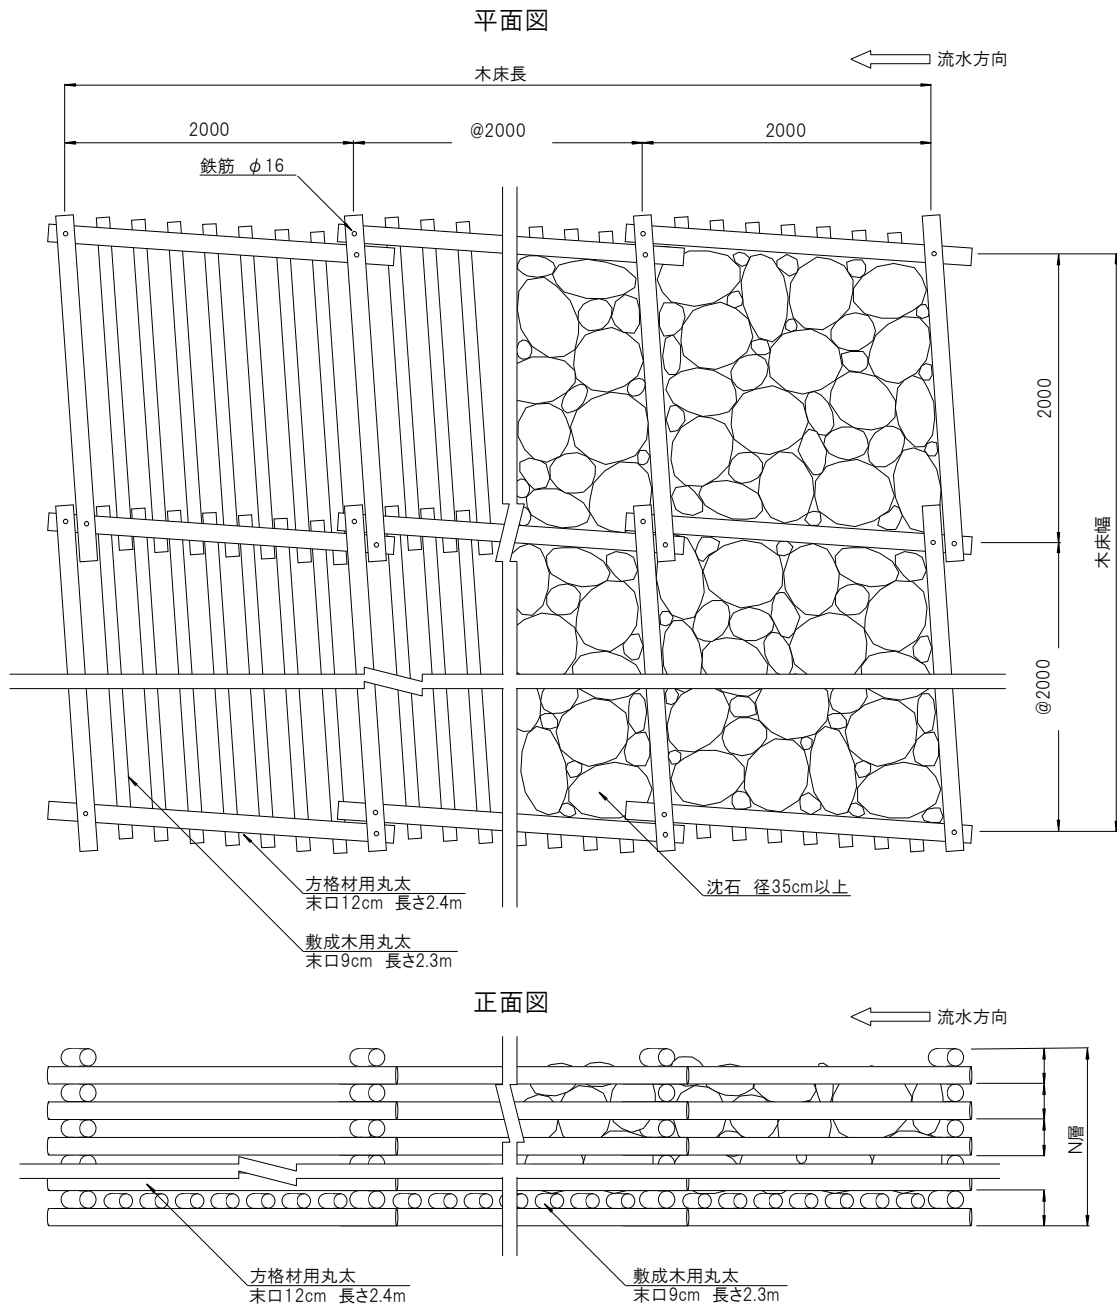 平面図
流水方向
木床長
2000
@2000
2000
鉄筋 φ16
2000
木床幅
@2000
方格材用丸太
末口12cm 長さ2.4m
沈石 径35cm以上
敷成木用丸太
末口9cm 長さ2.3m
正面図
流水方向
N層
方格材用丸太
末口12cm 長さ2.4m
敷成木用丸太
末口9cm 長さ2.3m